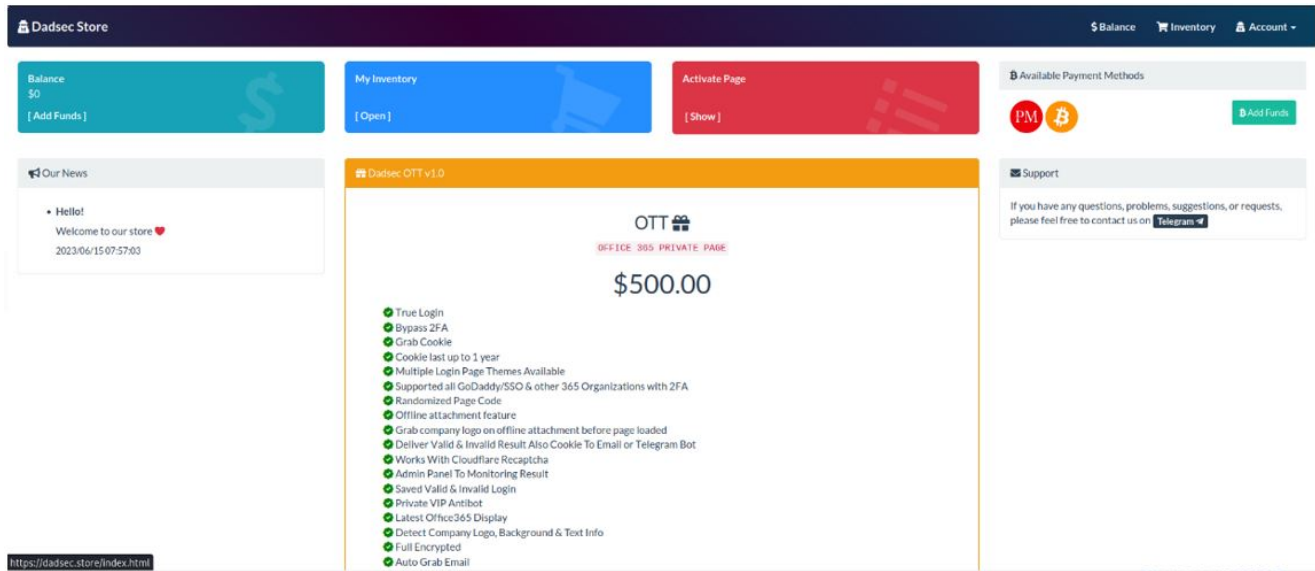 Dadsec Store
$ Balance Inventory Account
Balance
$0
[ Add Funds ]
My Inventory
[ Open ]
Activate Page
[ Show ]
Available Payment Methods
PM
Add Funds
Our News
Hello!
Welcome to our store
2023/06/15 07:57:03
Dadsec OTT v1.0
OTT
OFFICE 365 PRIVATE PAGE
$500.00
True Login
Bypass 2FA
Grab Cookie
Cookie last up to 1 year
Multiple Login Page Themes Available
Supported all GoDaddy/SSO & other 365 Organizations with 2FA
Randomized Page Code
Offline attachment feature
Grab company logo on offline attachment before page loaded
Deliver Valid & Invalid Result Also Cookie To Email or Telegram Bot
Works With Cloudflare Recaptcha
Admin Panel To Monitoring Result
Saved Valid & Invalid Login
Private VIP Antibot
Latest Office365 Display
Detect Company Logo, Background & Text Info
Full Encrypted
Auto Grab Email
Support
If you have any questions, problems, suggestions, or requests,
please feel free to contact us on Telegram
https://dadsec.store/index.html